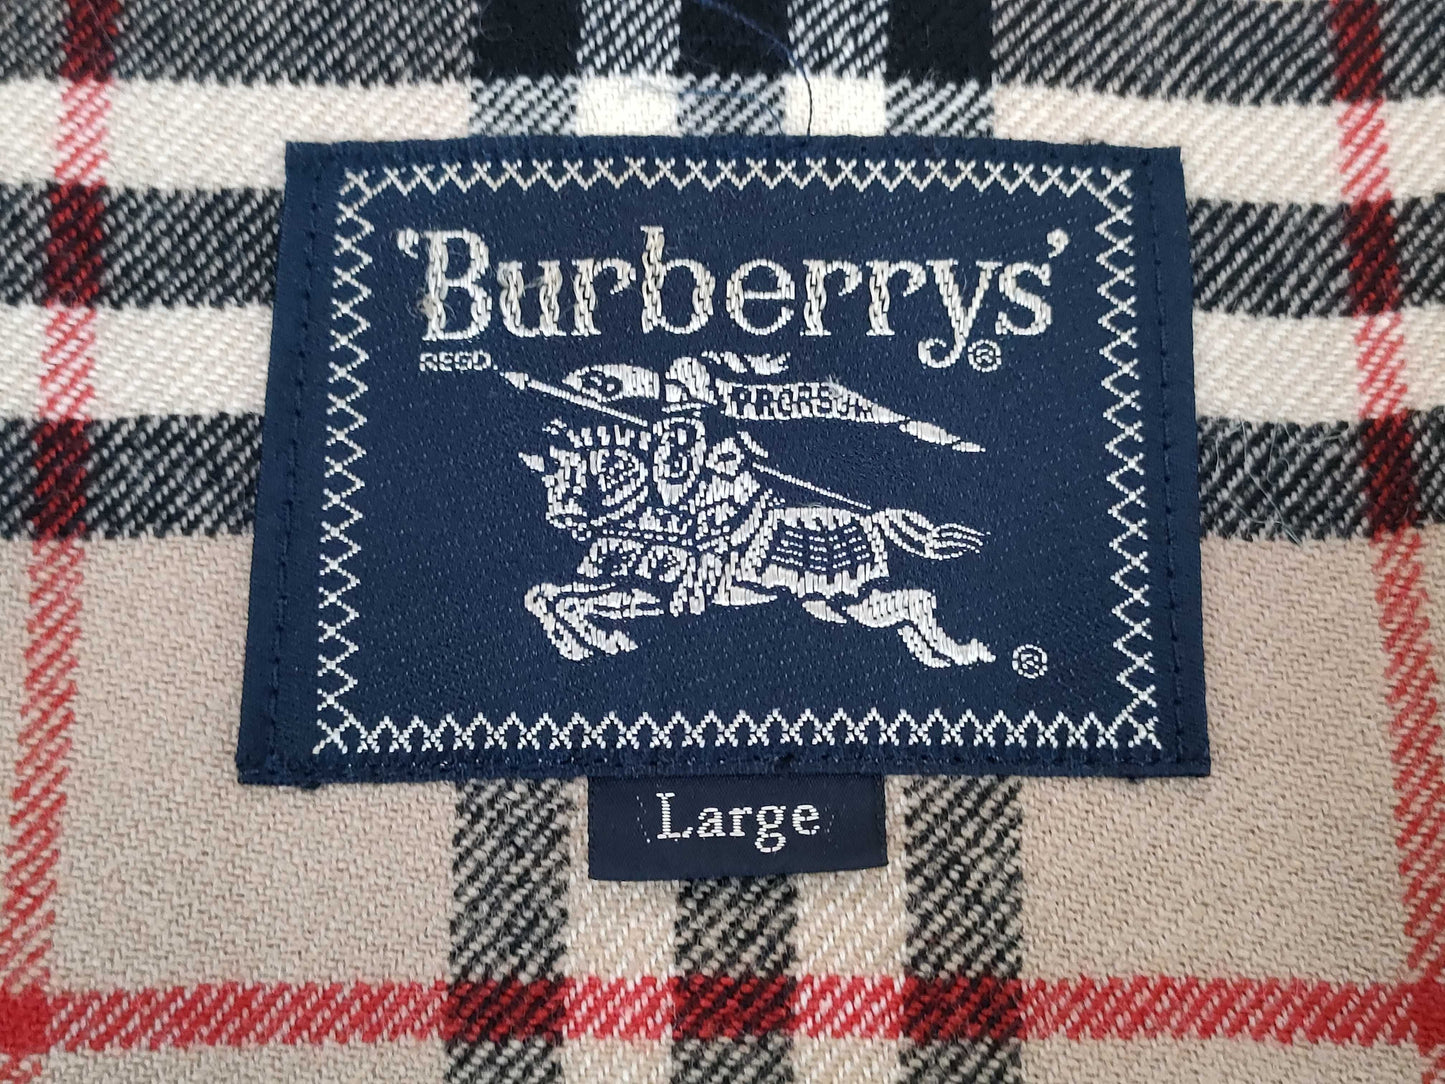 'Burberrys'®
REGD.
PRORSUM
®
Large